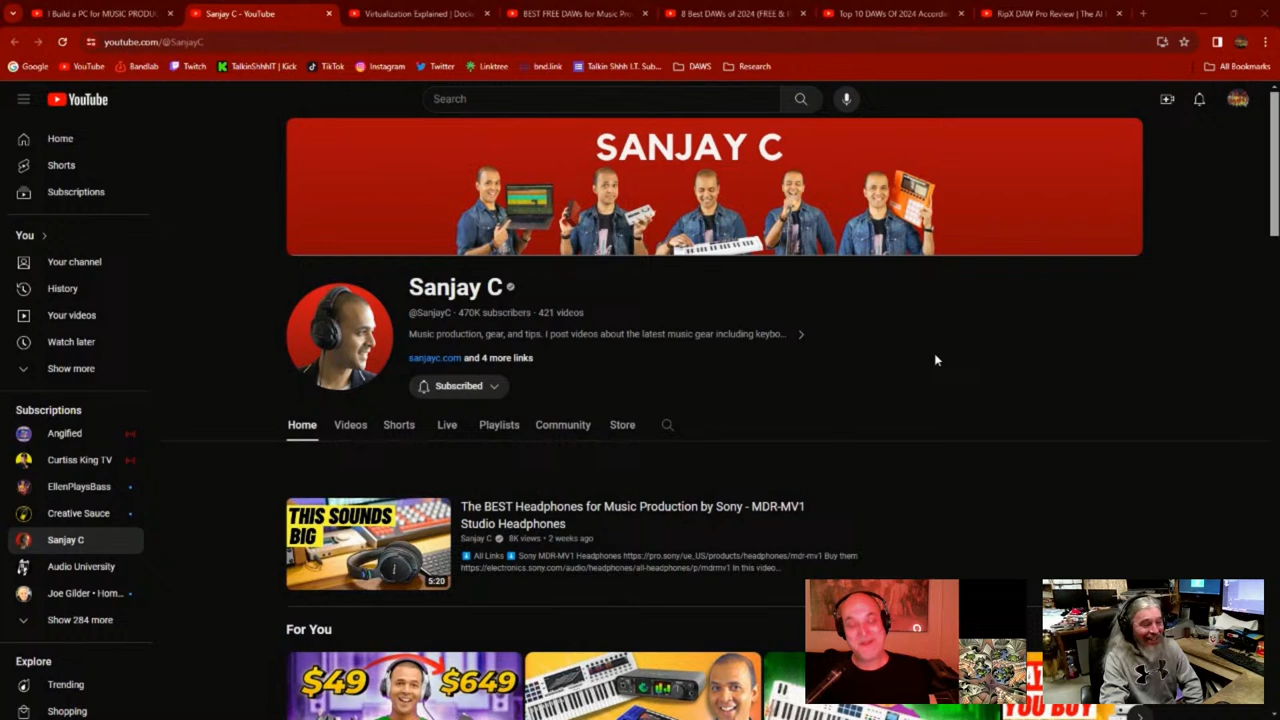 I Build a PC for MUSIC PRODU
Sanjay C - YouTube
Virtualization Explained | Dock
BEST FREE DAWs for Music Pro
8 Best DAWs of 2024 (FREE &
Top 10 DAWs Of 2024 Accordin
RipX DAW Pro Review | The AI
youtube.com/@SanjayC
Google
YouTube
Bandlab
Twitch
TalkinShhhIT | Kick
TikTok
Instagram
Twitter
Linktree
bnd.link
Talkin Shhh I.T. Sub...
DAWS
Research
All Bookmarks
YouTube
Search
Home
Shorts
Subscriptions
You
Your channel
History
Your videos
Watch later
Show more
Subscriptions
Angified
Curtiss King TV
EllenPlaysBass
Creative Sauce
Sanjay C
Audio University
Joe Gilder • Hom...
Show 284 more
Explore
Trending
Shopping
SANJAY C
Sanjay C
@SanjayC · 470K subscribers · 421 videos
Music production, gear, and tips. I post videos about the latest music gear including keybo...
sanjayc.com and 4 more links
Subscribed
Home
Videos
Shorts
Live
Playlists
Community
Store
THIS SOUNDS
BIG
5:20
The BEST Headphones for Music Production by Sony - MDR-MV1
Studio Headphones
Sanjay C
8K views • 2 weeks ago
All Links
Sony MDR-MV1 Headphones https://pro.sony/ue_US/products/headphones/mdr-mv1 Buy them
https://electronics.sony.com/audio/headphones/all-headphones/p/mdrmv1 In this video...
For You
$49
$649
YOU BUY